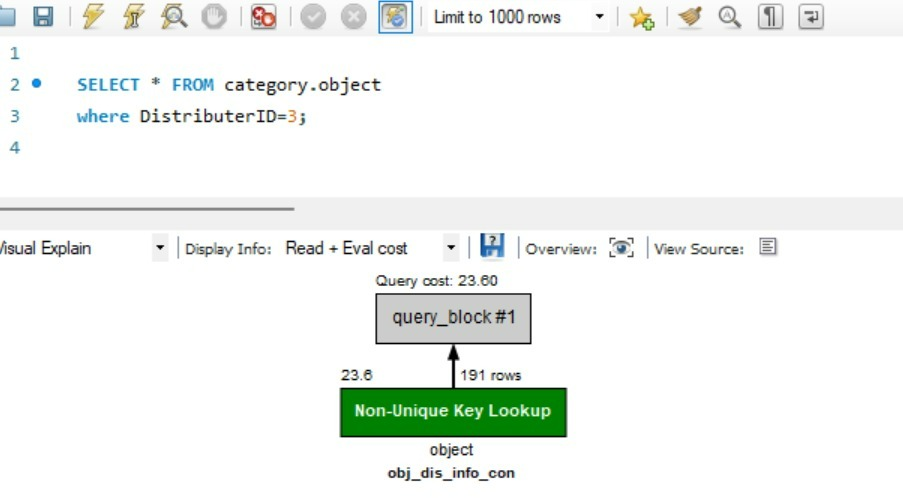 Limit to 1000 rows
1
2 SELECT * FROM category.object
3 where DistributerID=3;
4
Visual Explain Display Info: Read + Eval cost Overview: View Source:
Query cost: 23.60
query_block #1
23.6 191 rows
Non-Unique Key Lookup
object
obj_dis_info_con